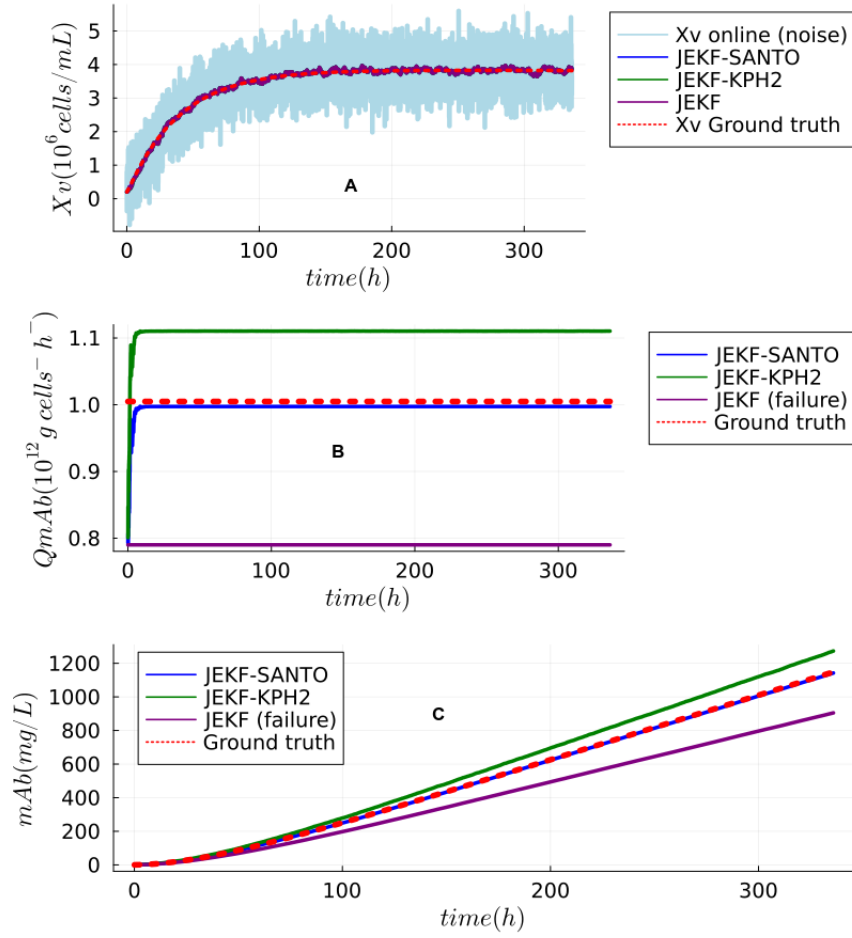 Xv(10^6 cells/mL)
5
4
3
2
1
0
A
0
100
200
300
time(h)
Xv online (noise)
JEKF-SANTO
JEKF-KPH2
JEKF
Xv Ground truth
QmAb(10^12 g cells^- h^-)
1.1
1.0
0.9
0.8
B
0
100
200
300
time(h)
JEKF-SANTO
JEKF-KPH2
JEKF (failure)
Ground truth
mAb(mg/L)
1200
1000
800
600
400
200
0
JEKF-SANTO
JEKF-KPH2
JEKF (failure)
Ground truth
C
0
100
200
300
time(h)